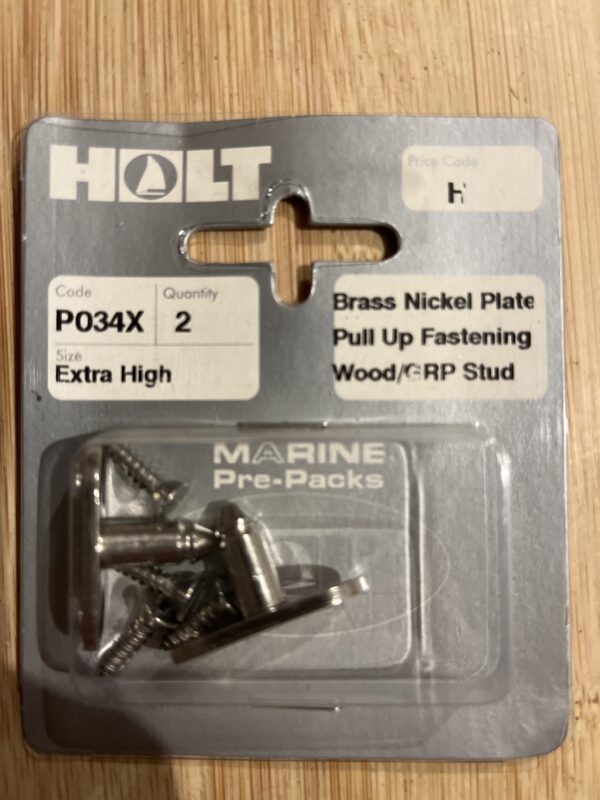 HOLT
Price Code
H
Code
P034X
Quantity
2
Size
Extra High
Brass Nickel Plate
Pull Up Fastening
Wood/GRP Stud
MARINE
Pre-Packs
HOLT